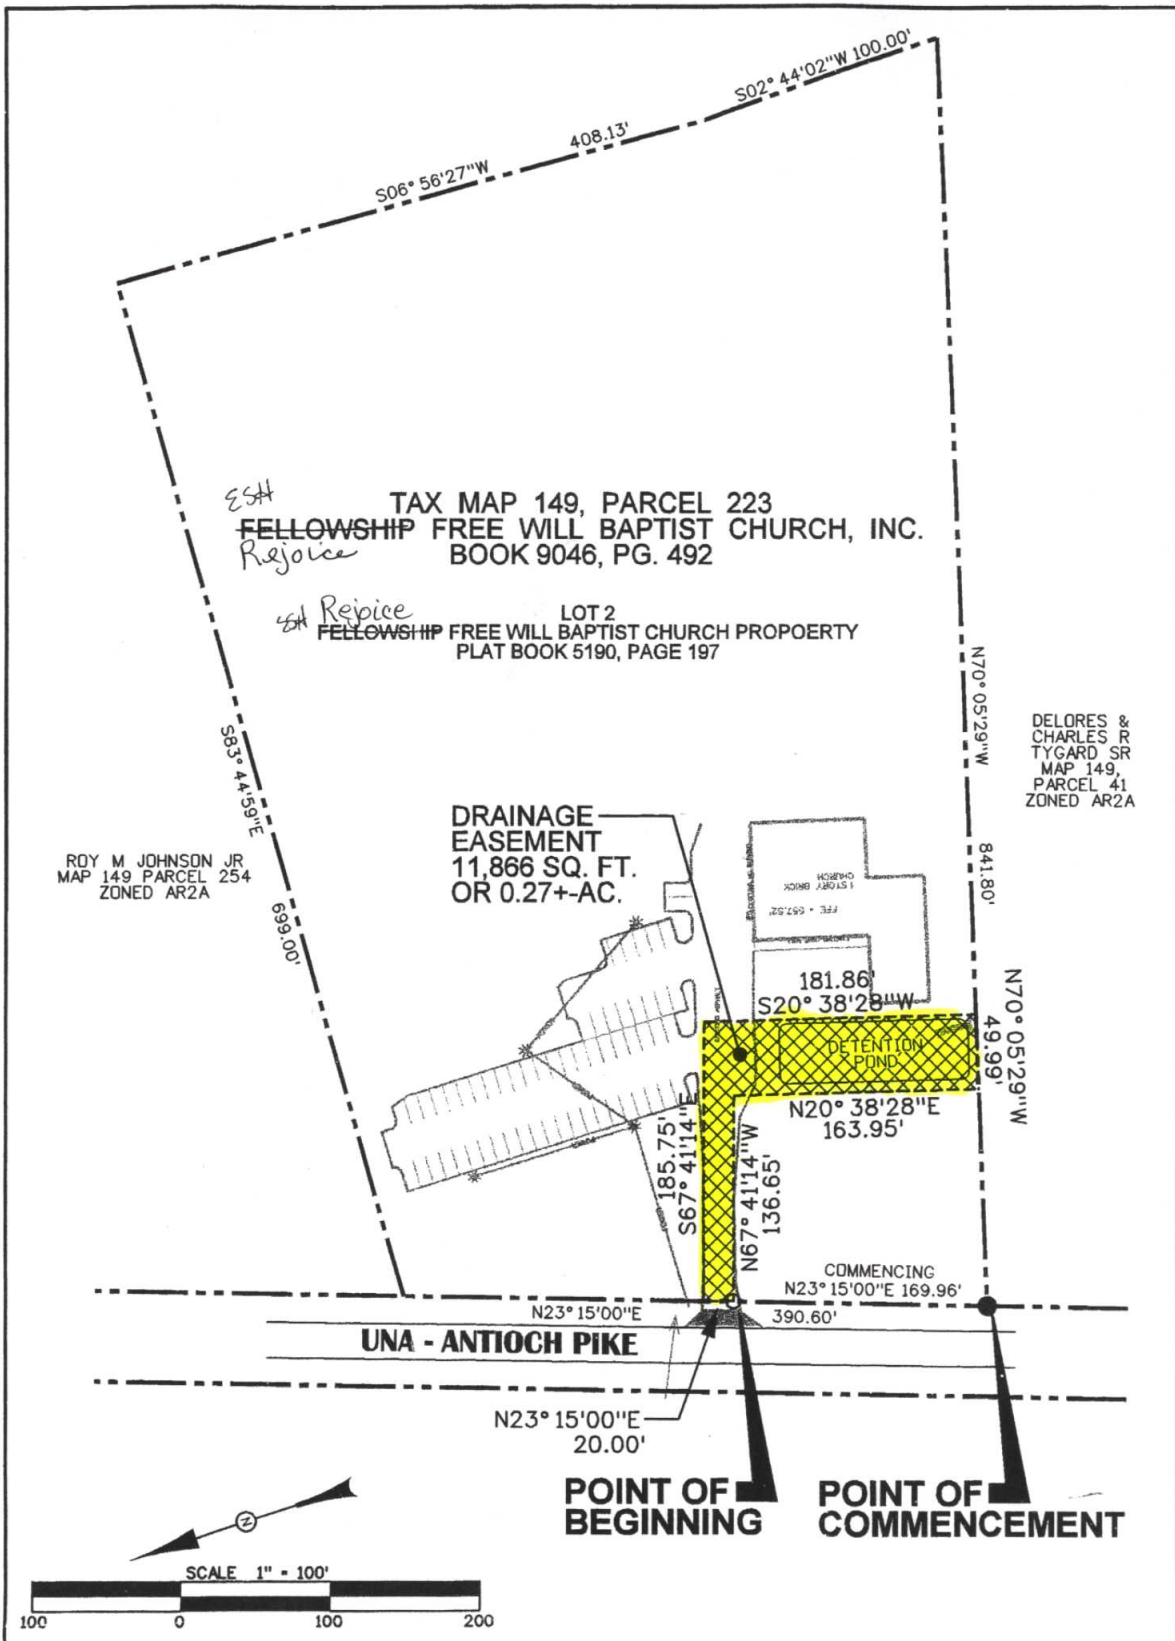 S02° 44'02"W 100.00'
408.13'
S06° 56'27"W
ESH
TAX MAP 149, PARCEL 223
FELLOWSHIP FREE WILL BAPTIST CHURCH, INC.
Rejoice
BOOK 9046, PG. 492
ESH Rejoice
LOT 2
FELLOWSHIP FREE WILL BAPTIST CHURCH PROPOERTY
PLAT BOOK 5190, PAGE 197
N70° 05'29"W
841.80'
DELORES &
CHARLES R
TYGARD SR
MAP 149,
PARCEL 41
ZONED AR2A
S83° 44'59"E
699.00'
ROY M JOHNSON JR
MAP 149 PARCEL 254
ZONED AR2A
DRAINAGE
EASEMENT
11,866 SQ. FT.
OR 0.27+-AC.
1 STORY BRICK
CHURCH
FFE = 557.52'
181.86'
S20° 38'28"W
DETENTION
POND
N70° 05'29"W
49.99'
N20° 38'28"E
163.95'
185.75'
S67° 41'14"E
N67° 41'14"W
136.65'
COMMENCING
N23° 15'00"E 169.96'
N23° 15'00"E
390.60'
UNA - ANTIOCH PiKE
N23° 15'00"E
20.00'
POINT OF
BEGINNING
POINT OF
COMMENCEMENT
N
SCALE 1" = 100'
100 0 100 200